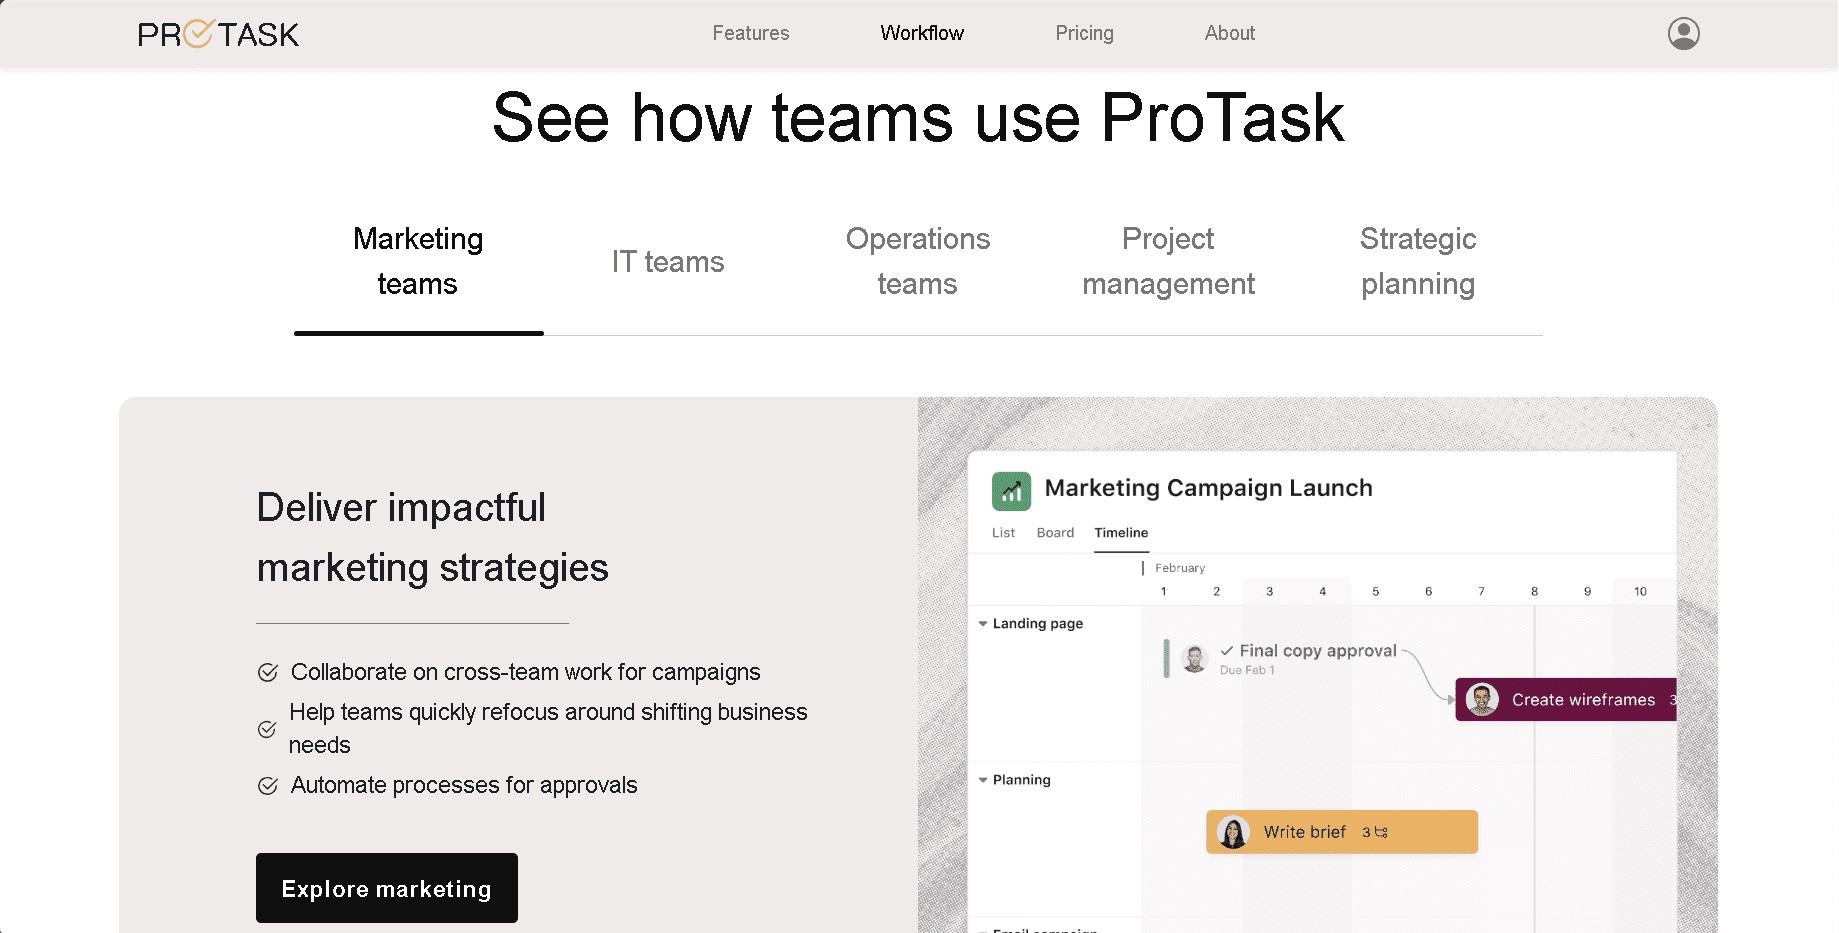 PROTASK
Features Workflow Pricing About
See how teams use ProTask
Marketing
teams
IT teams
Operations
teams
Project
management
Strategic
planning
Deliver impactful
marketing strategies
Collaborate on cross-team work for campaigns
Help teams quickly refocus around shifting business
needs
Automate processes for approvals
Explore marketing
Marketing Campaign Launch
List Board Timeline
February
1 2 3 4 5 6 7 8 9 10
Landing page
Final copy approval
Due Feb 1
Create wireframes 3
Planning
Write brief 3
Email campaign